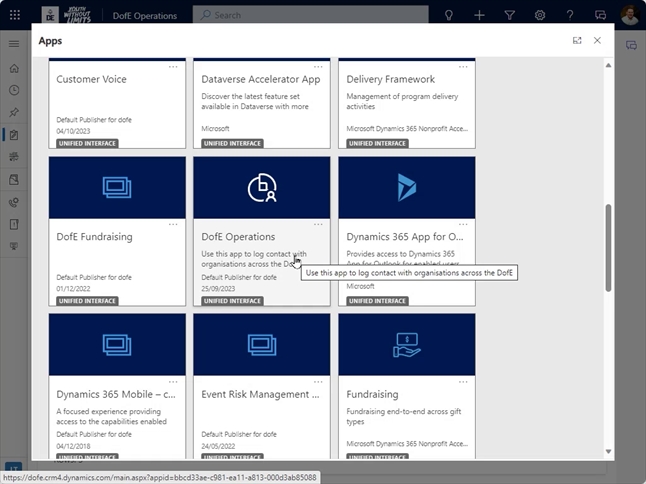 DE
YOUTH
WITHOUT
LIMITS
DofE Operations
Search
Apps
Customer Voice
Default Publisher for dofe
04/10/2023
UNIFIED INTERFACE
Dataverse Accelerator App
Discover the latest feature set
available in Dataverse with more
Microsoft
UNIFIED INTERFACE
Delivery Framework
Management of program delivery
activities
Microsoft Dynamics 365 Nonprofit Acce...
UNIFIED INTERFACE
DofE Fundraising
Default Publisher for dofe
01/12/2022
UNIFIED INTERFACE
DofE Operations
Use this app to log contact with
organisations across the DofE
Default Publisher for dofe
25/09/2023
UNIFIED INTERFACE
Dynamics 365 App for O...
Provides access to Dynamics 365
App for Outlook for enabled users
Use this app to log contact with organisations across the DofE
Microsoft
UNIFIED INTERFACE
Dynamics 365 Mobile – c...
A focused experience providing
access to the capabilities enabled
Default Publisher for dofe
04/12/2018
UNIFIED INTERFACE
Event Risk Management ...
Default Publisher for dofe
24/05/2022
UNIFIED INTERFACE
Fundraising
Fundraising end-to-end across gift
types
Microsoft Dynamics 365 Nonprofit Acce...
UNIFIED INTERFACE
https://dofe.crm4.dynamics.com/main.aspx?appid=bbcd33ae-c981-ea11-a813-000d3ab85088